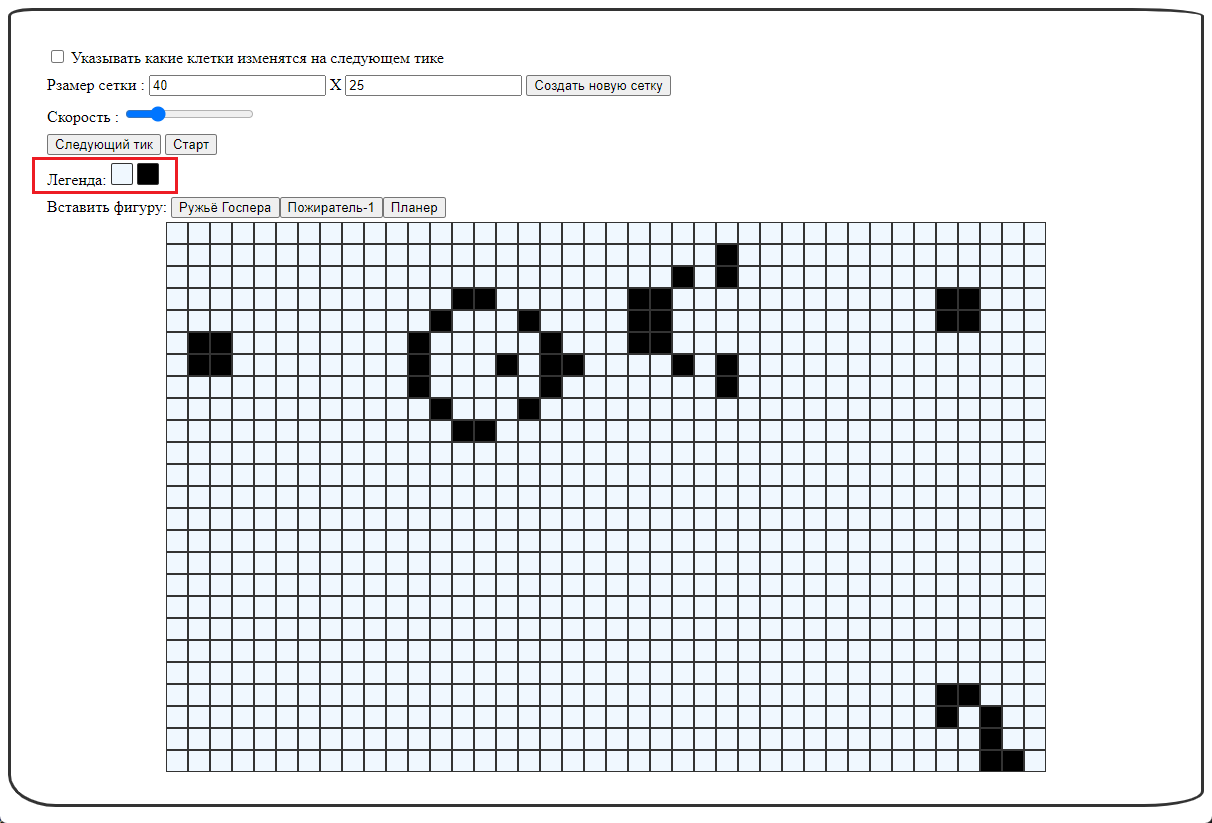 Указывать какие клетки изменятся на следующем тике
Рзамер сетки : 40 X 25 Создать новую сетку
Скорость :
Следующий тик Старт
Легенда:
Вставить фигуру: Ружьё Госпера Пожиратель-1 Планер